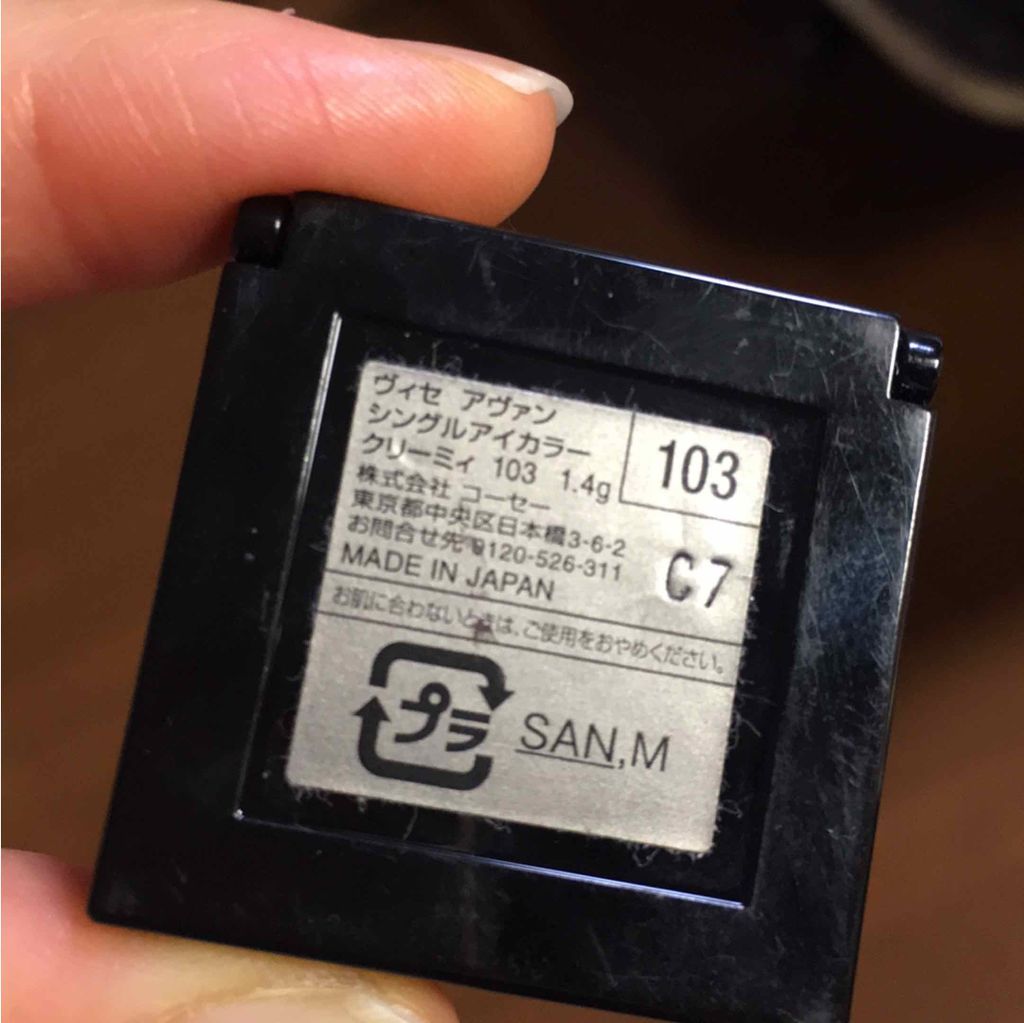 ヴィセ アヴァン
シングルアイカラー
クリーミィ 103 1.4g
103
株式会社 コーセー
東京都中央区日本橋3-6-2
お問合せ先 0120-526-311
C7
MADE IN JAPAN
お肌に合わないときは、ご使用をおやめください。
プラ
SAN,M